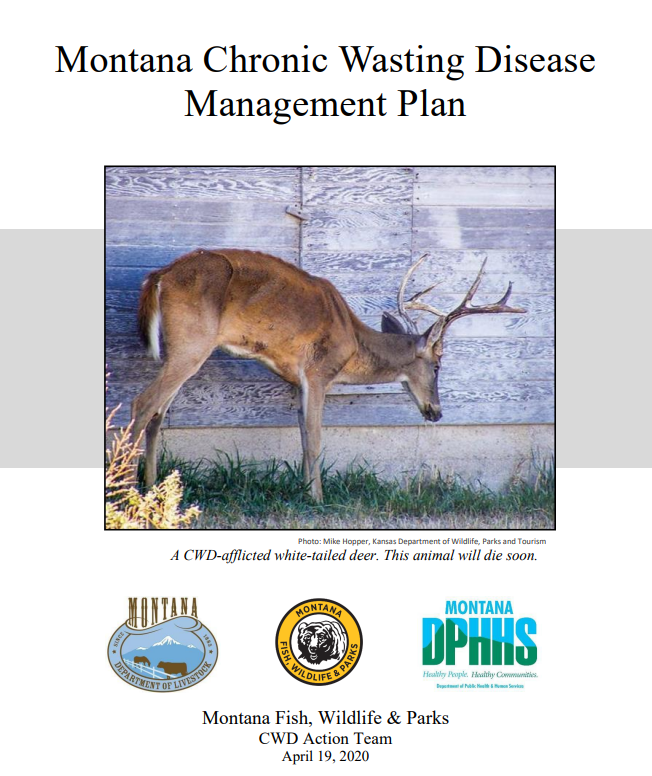 Montana Chronic Wasting Disease
Management Plan
Photo: Mike Hopper, Kansas Department of Wildlife, Parks and Tourism
A CWD-afflicted white-tailed deer. This animal will die soon.
MONTANA
SINCE 1885
DEPARTMENT OF LIVESTOCK
MONTANA
FISH, WILDLIFE & PARKS
MONTANA
DPHHS
Healthy People. Healthy Communities.
Department of Public Health & Human Services
Montana Fish, Wildlife & Parks
CWD Action Team
April 19, 2020